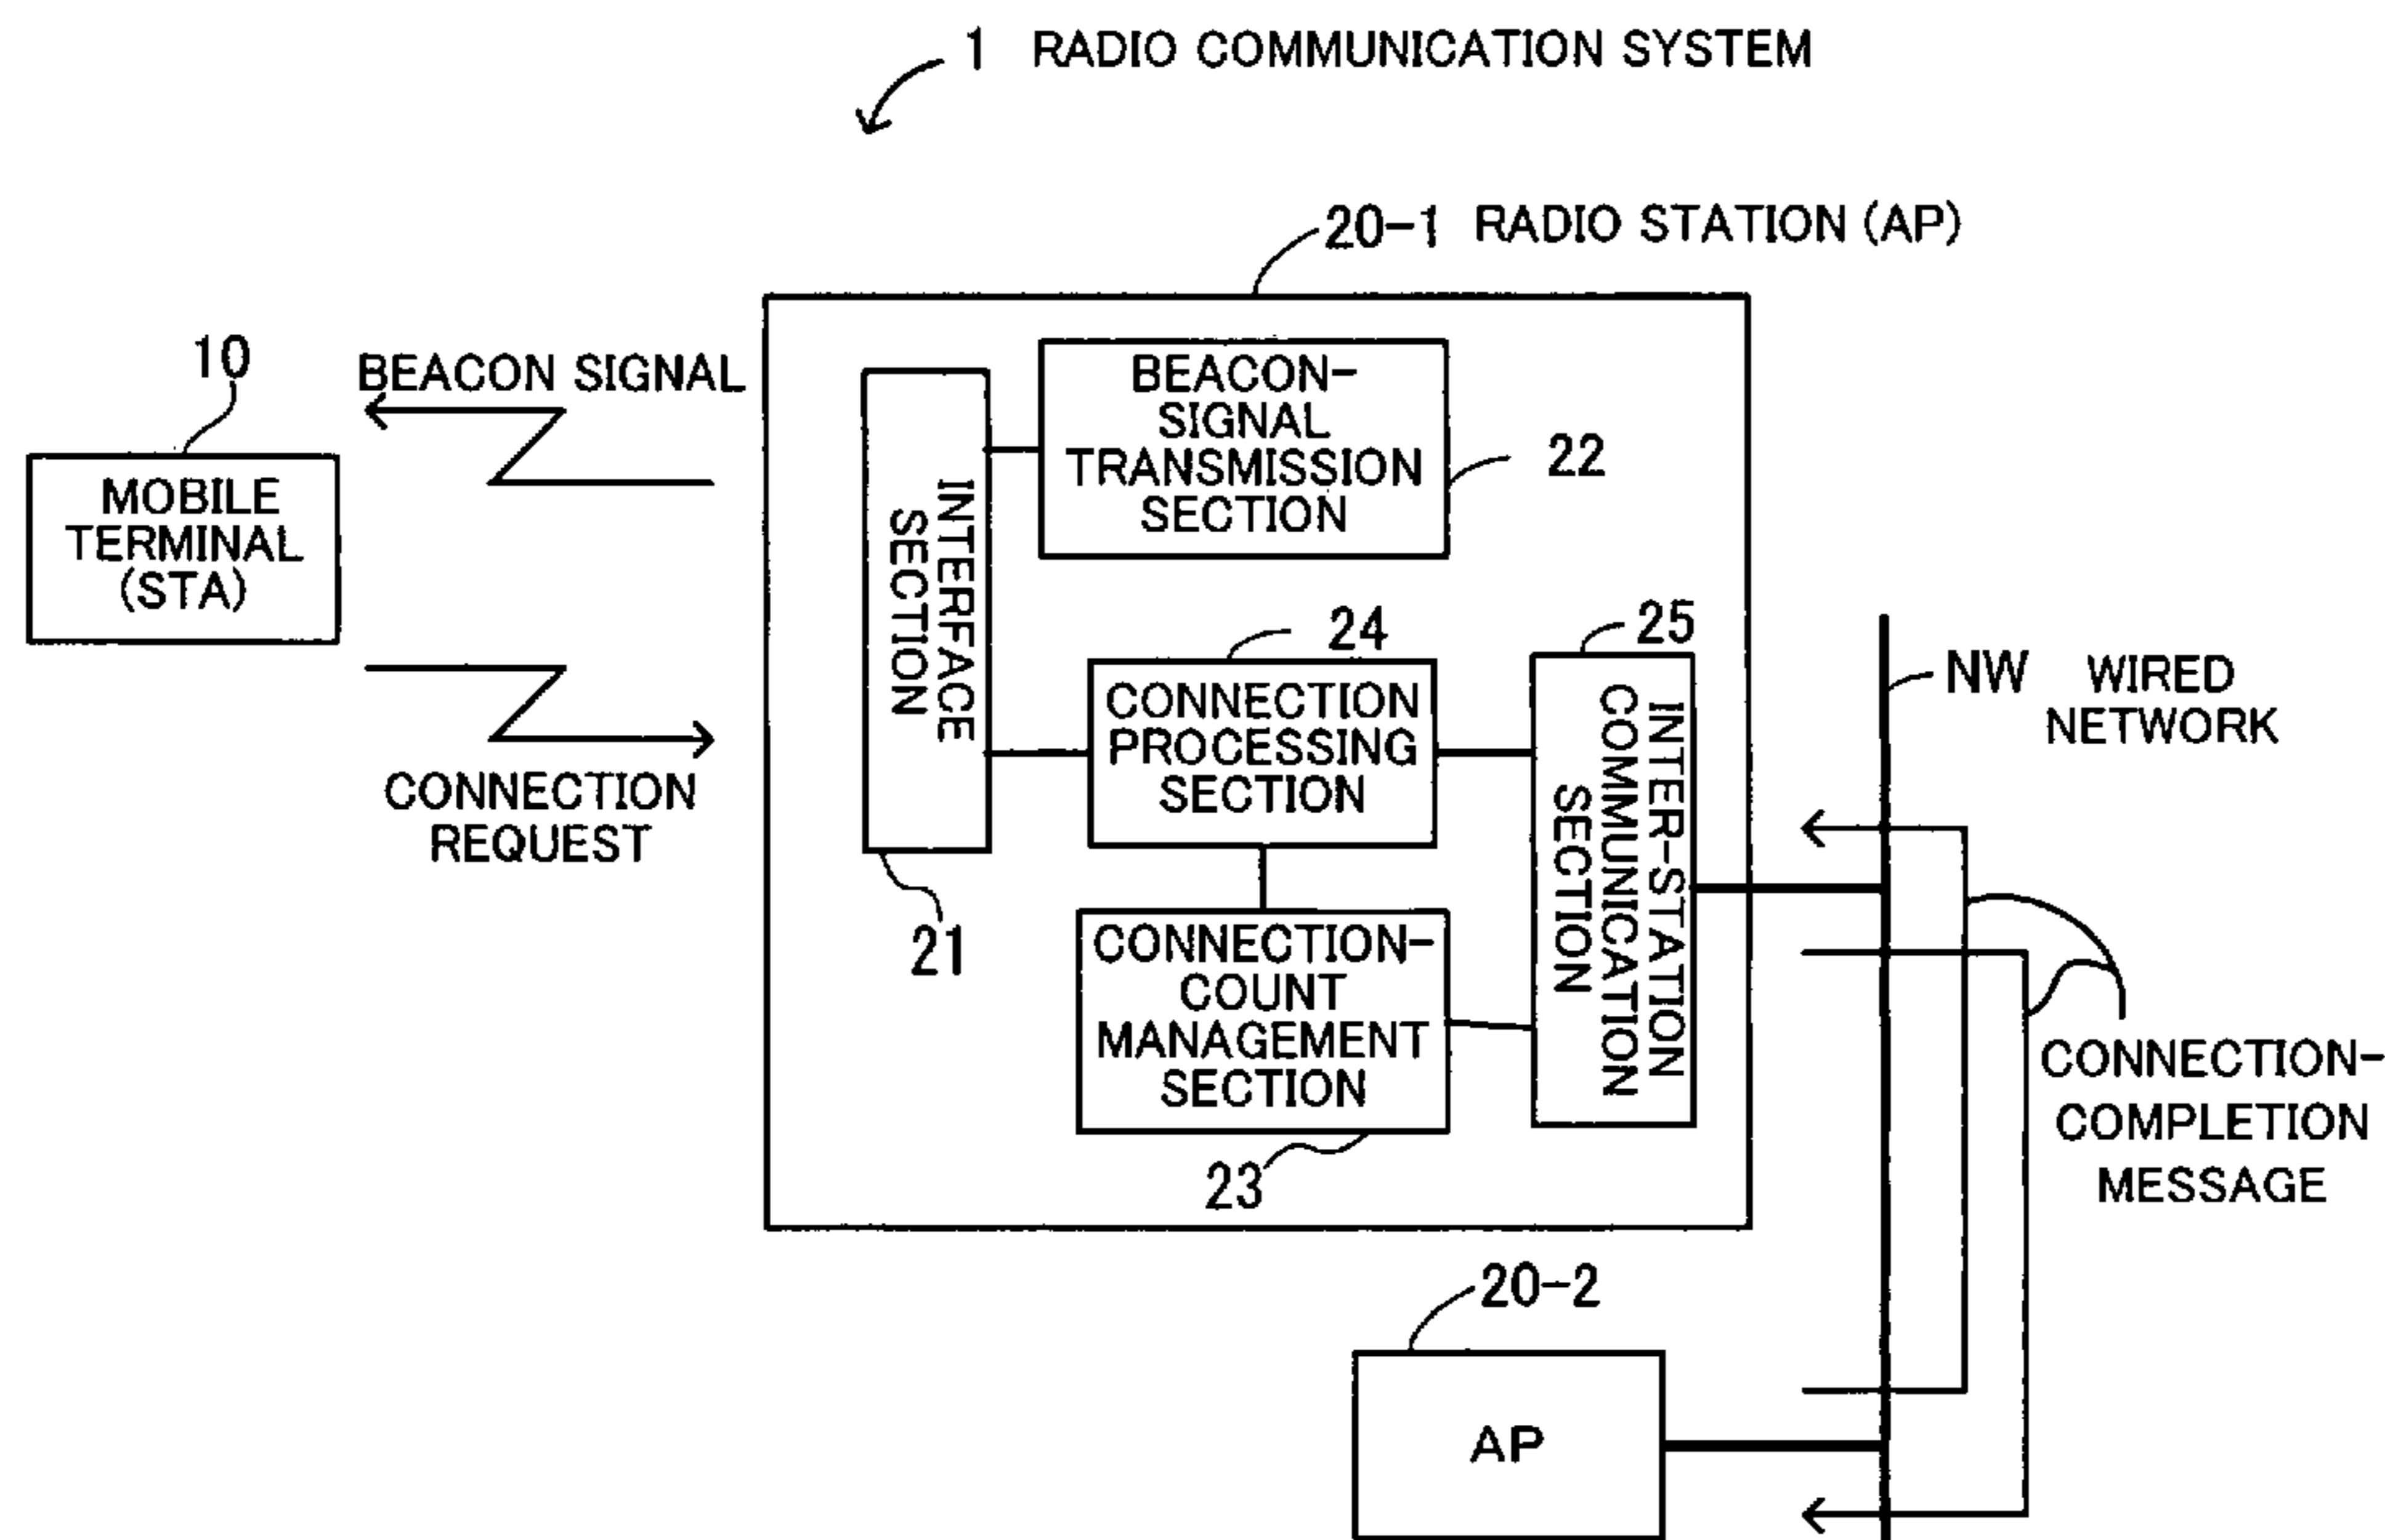 1 RADIO COMMUNICATION SYSTEM
20-1 RADIO STATION (AP)
10
BEACON SIGNAL
MOBILE
TERMINAL
(STA)
CONNECTION
REQUEST
INTERFACE
SECTION
21
BEACON-
SIGNAL
TRANSMISSION
SECTION
22
24
CONNECTION
PROCESSING
SECTION
25
INTER-STATION
COMMUNICATION
SECTION
CONNECTION-
COUNT
MANAGEMENT
SECTION
23
NW WIRED
NETWORK
CONNECTION-
COMPLETION
MESSAGE
20-2
AP